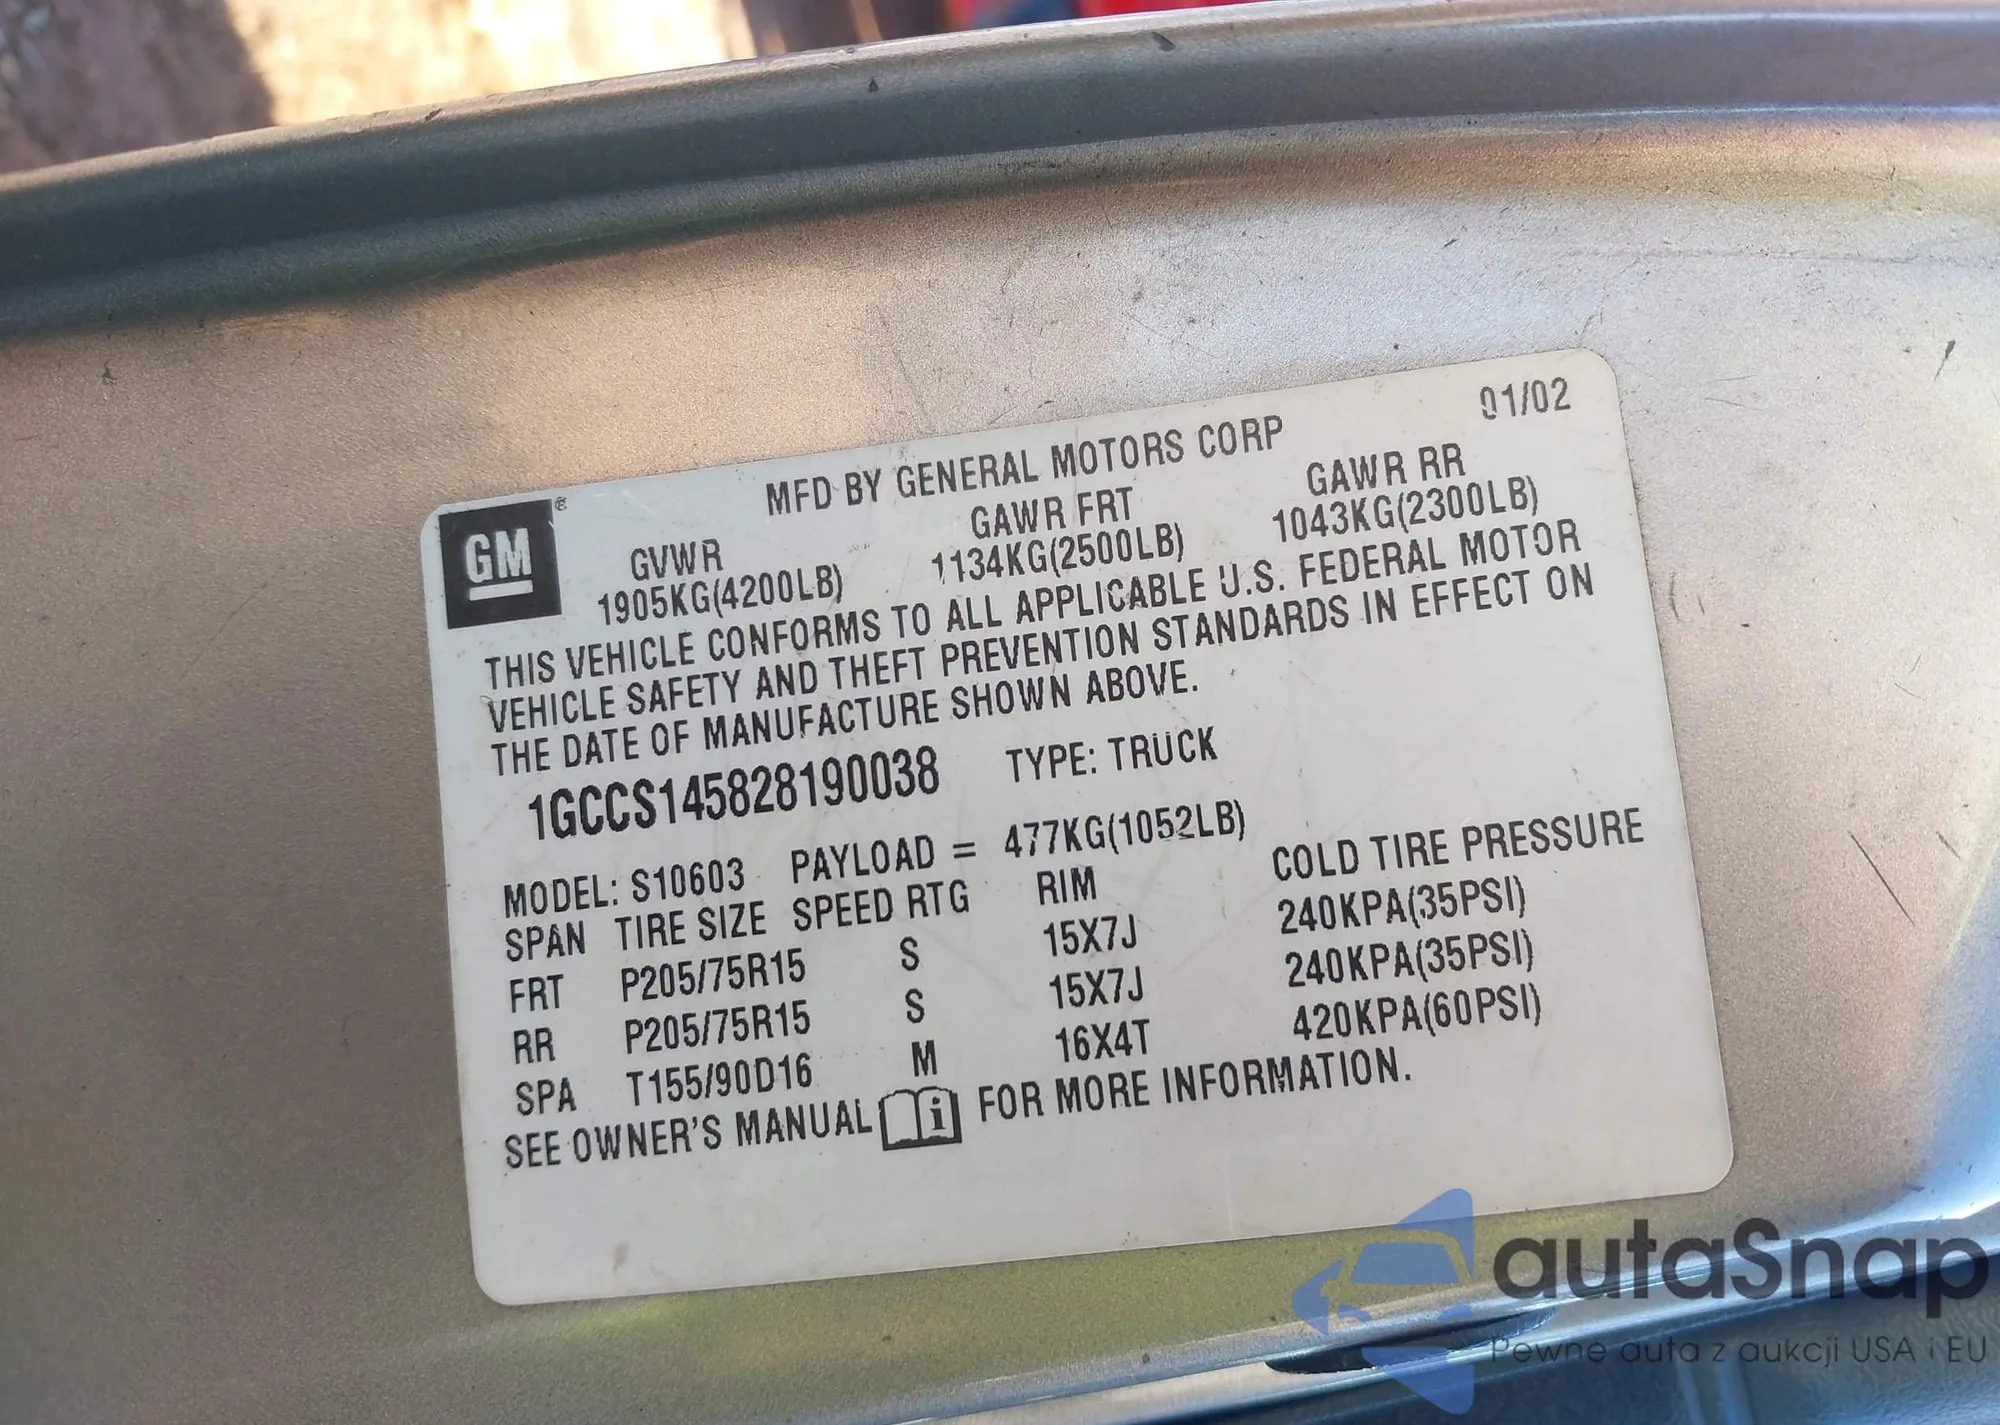 01/02
MFD BY GENERAL MOTORS CORP
GM®
GVWR GAWR FRT GAWR RR
1905KG(4200LB) 1134KG(2500LB) 1043KG(2300LB)
THIS VEHICLE CONFORMS TO ALL APPLICABLE U.S. FEDERAL MOTOR
VEHICLE SAFETY AND THEFT PREVENTION STANDARDS IN EFFECT ON
THE DATE OF MANUFACTURE SHOWN ABOVE.
1GCCS145828190038 TYPE: TRUCK
MODEL: S10603 PAYLOAD = 477KG(1052LB)
SPAN TIRE SIZE SPEED RTG RIM COLD TIRE PRESSURE
FRT P205/75R15 S 15X7J 240KPA(35PSI)
RR P205/75R15 S 15X7J 240KPA(35PSI)
SPA T155/90D16 M 16X4T 420KPA(60PSI)
SEE OWNER'S MANUAL i FOR MORE INFORMATION.
autaSnap
Pewne auta z aukcji USA i EU